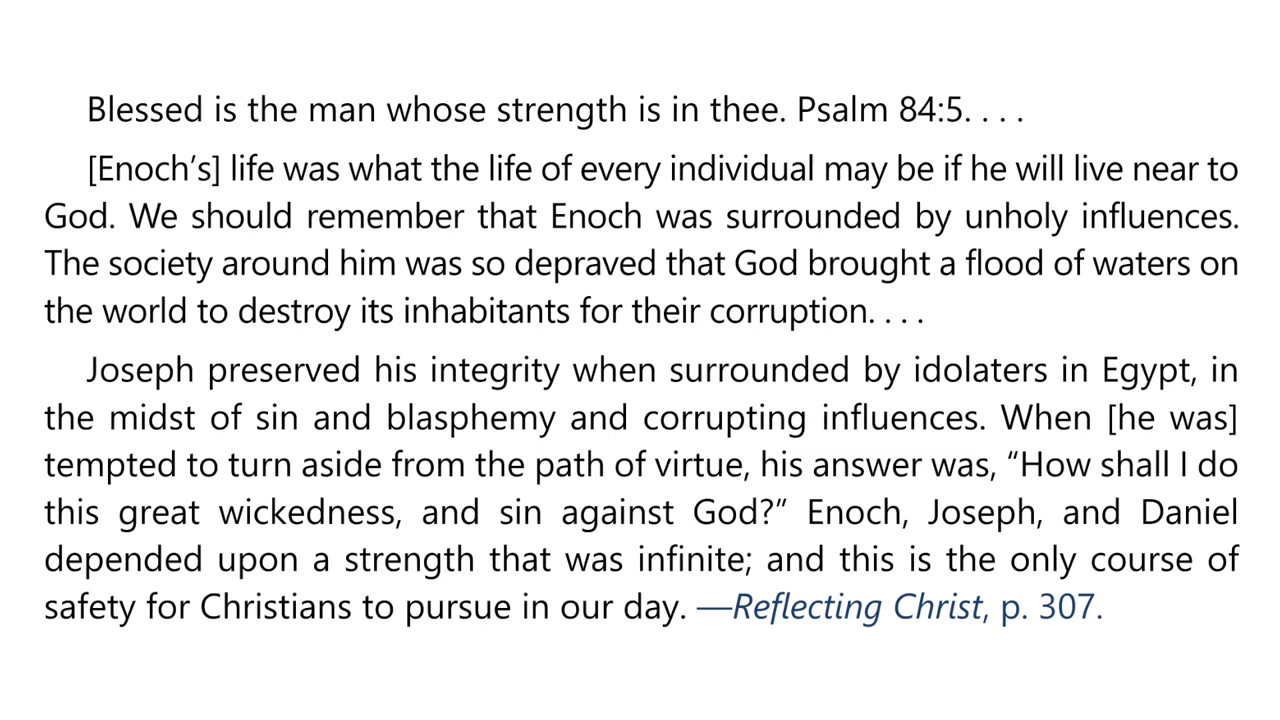 Blessed is the man whose strength is in thee. Psalm 84:5. . . .
[Enoch’s] life was what the life of every individual may be if he will live near to
God. We should remember that Enoch was surrounded by unholy influences.
The society around him was so depraved that God brought a flood of waters on
the world to destroy its inhabitants for their corruption. . . .
Joseph preserved his integrity when surrounded by idolaters in Egypt, in
the midst of sin and blasphemy and corrupting influences. When [he was]
tempted to turn aside from the path of virtue, his answer was, “How shall I do
this great wickedness, and sin against God?” Enoch, Joseph, and Daniel
depended upon a strength that was infinite; and this is the only course of
safety for Christians to pursue in our day. —Reflecting Christ, p. 307.